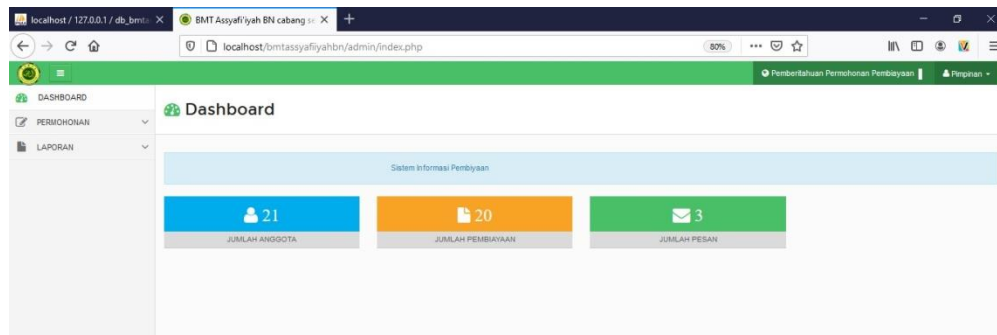 localhost / 127.0.0.1 / db_bmta
BMT Assyafi'iyah BN cabang se
localhost/bmtassyafiiyahbn/admin/index.php
80%
Pemberitahuan Permohonan Pembiayaan
Pimpinan
DASHBOARD
PERMOHONAN
LAPORAN
Dashboard
Sistem Informasi Pembiyaan
21
JUMLAH ANGGOTA
20
JUMLAH PEMBIAYAAN
3
JUMLAH PESAN